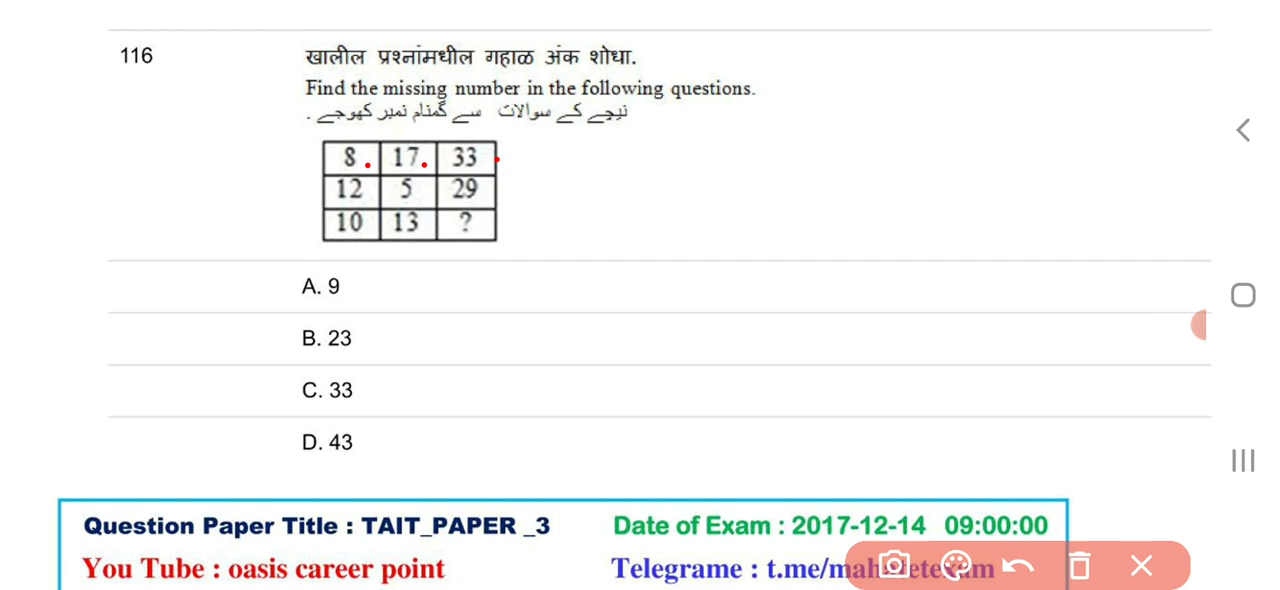 116
खालील प्रश्नांमधील गहाळ अंक शोधा.
Find the missing number in the following questions.
نیچے کے سوالات سے گمنام نمبر کھوجے .
8 17 33
12 5 29
10 13 ?
A. 9
B. 23
C. 33
D. 43
Question Paper Title : TAIT_PAPER _3 Date of Exam : 2017-12-14 09:00:00
You Tube : oasis career point Telegrame : t.me/mahatetexam